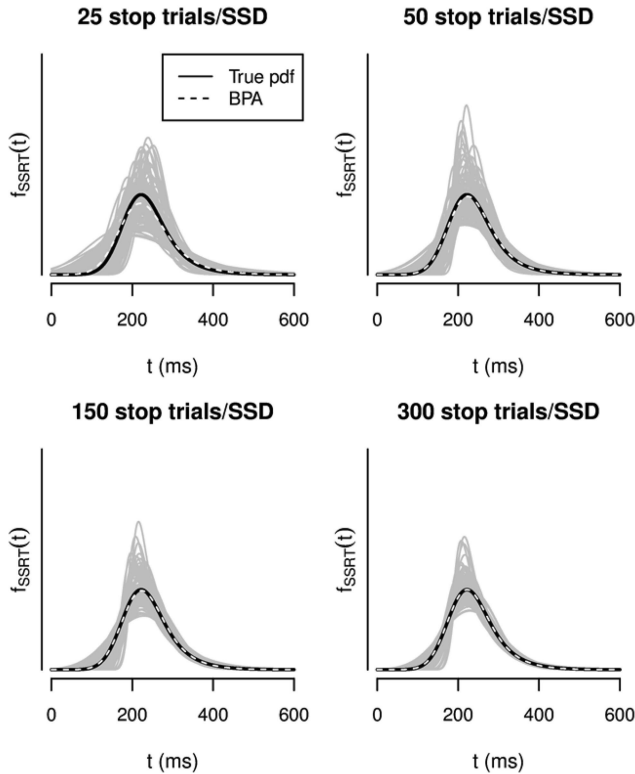 25 stop trials/SSD
50 stop trials/SSD
True pdf
BPA
fSSRT(t)
fSSRT(t)
0 200 400 600
0 200 400 600
t (ms)
t (ms)
150 stop trials/SSD
300 stop trials/SSD
fSSRT(t)
fSSRT(t)
0 200 400 600
0 200 400 600
t (ms)
t (ms)